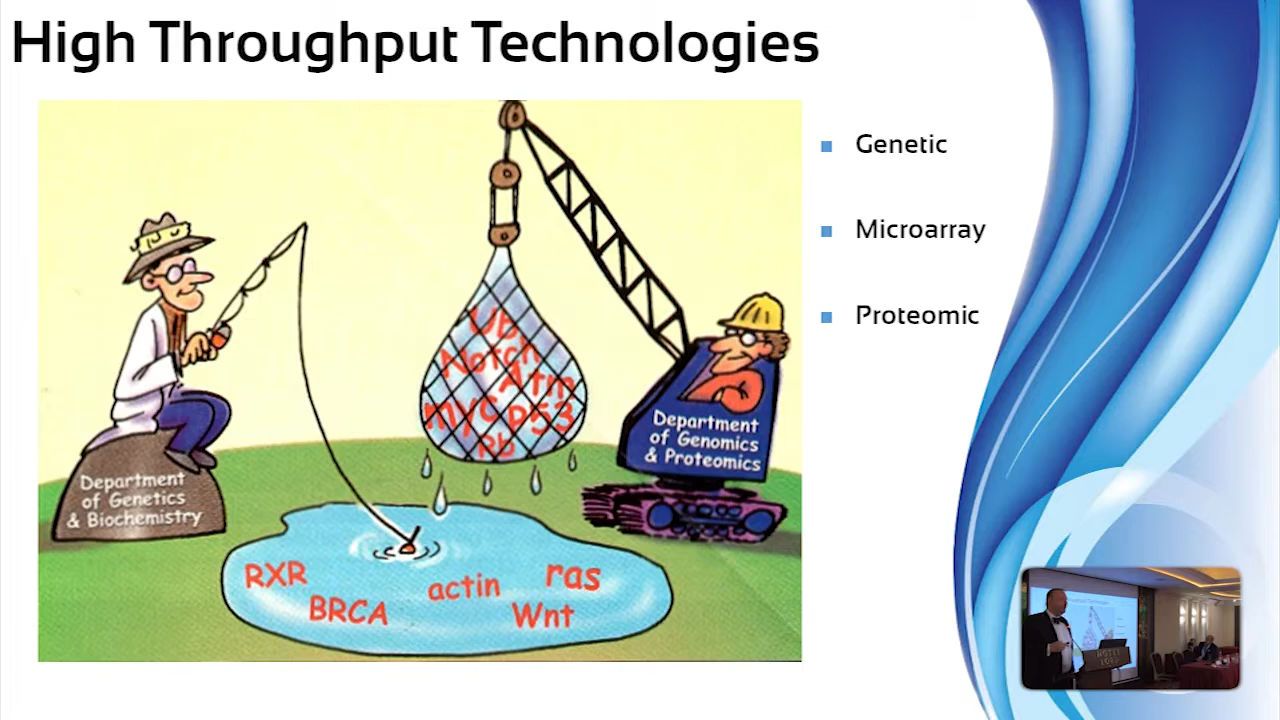 High Throughput Technologies
Genetic
Microarray
Proteomic
Ub
Notch
Atm
myc p53
Rb
Department
of Genomics
& Proteomics
Department
of Genetics
& Biochemistry
RXR
BRCA
actin
ras
Wnt